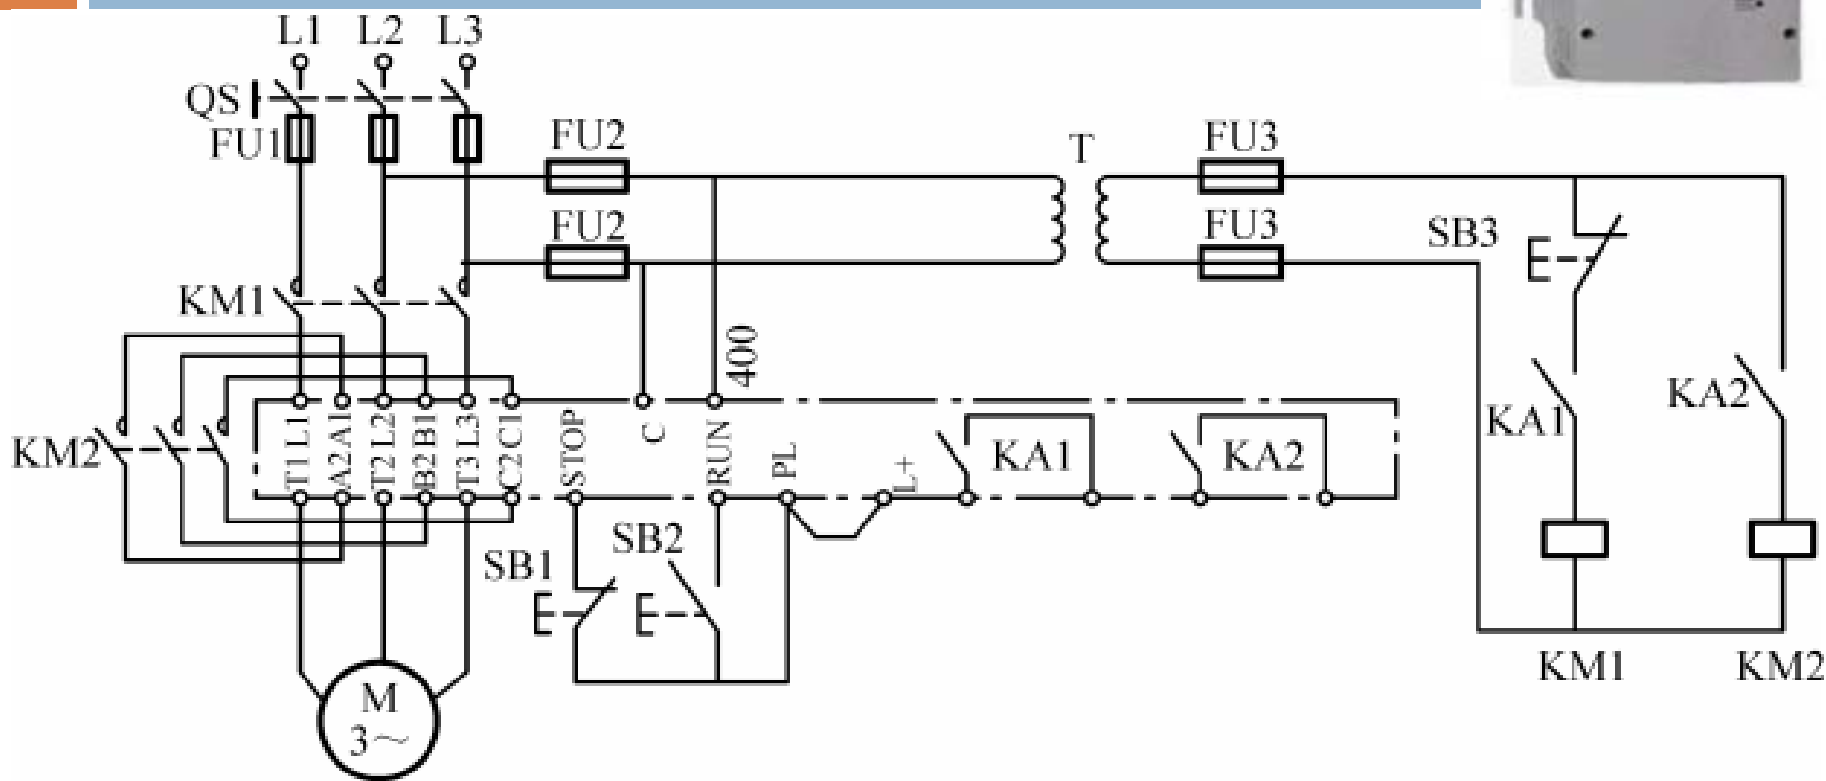 L1 L2 L3
QS
FU1
FU2
T
FU3
FU2
FU3
SB3
KM1
400
KA1
KA2
KM2
T1 L1
A2 A1
T2 L2
B2 B1
T3 L3
C2 C1
STOP
C
RUN
PL
L+
KA1
KA2
SB1
SB2
M
3～
KM1
KM2